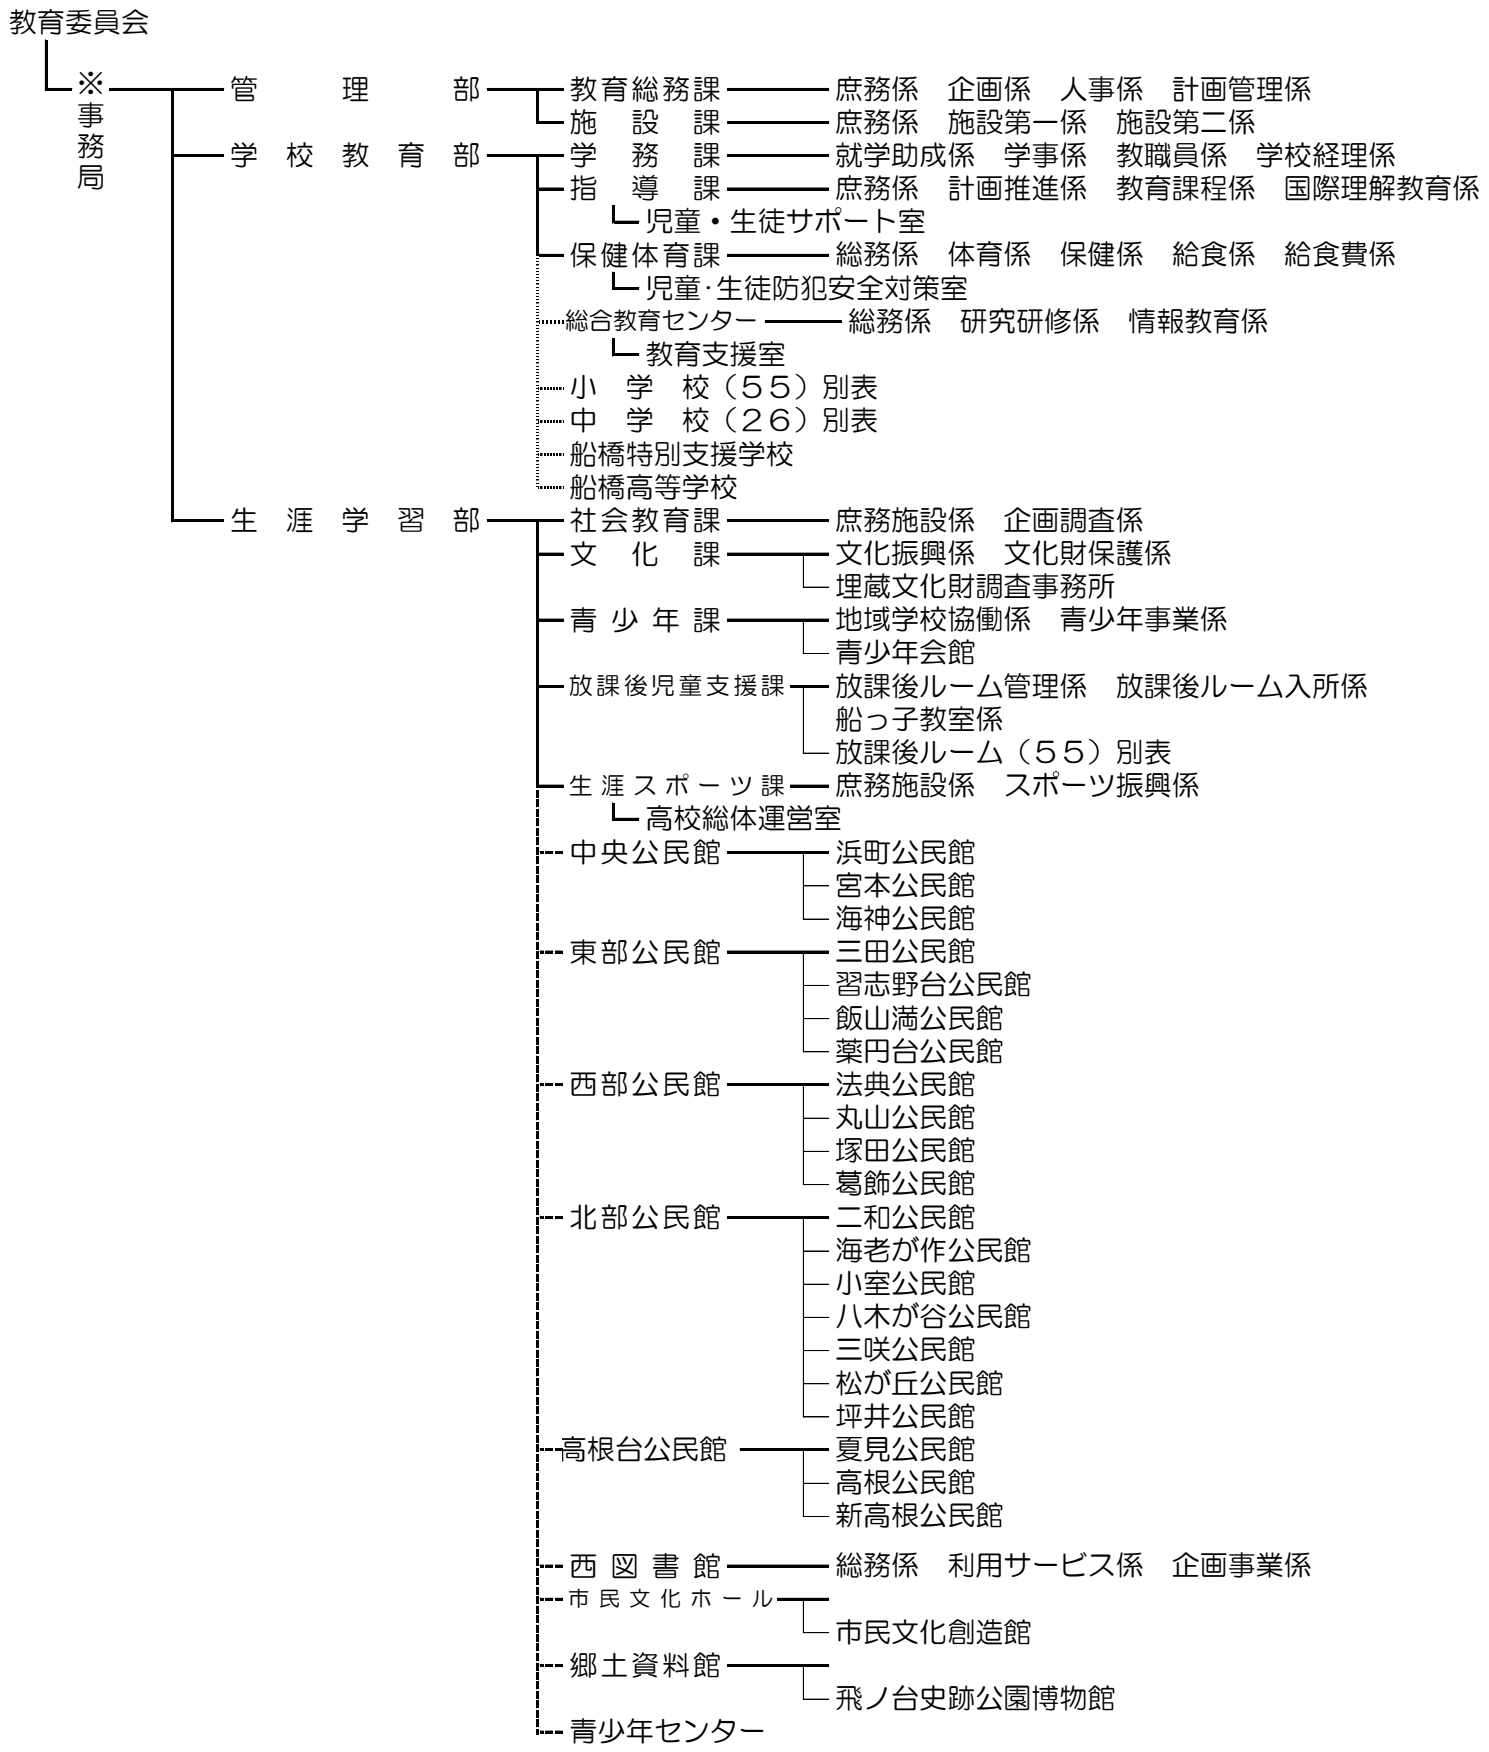 教育委員会
※事務局
管理部 教育総務課 庶務係 企画係 人事係 計画管理係
施設課 庶務係 施設第一係 施設第二係
学校教育部 学務課 就学助成係 学事係 教職員係 学校経理係
指導課 庶務係 計画推進係 教育課程係 国際理解教育係
児童・生徒サポート室
保健体育課 総務係 体育係 保健係 給食係 給食費係
児童・生徒防犯安全対策室
総合教育センター 総務係 研究研修係 情報教育係
教育支援室
小学校（５５）別表
中学校（２６）別表
船橋特別支援学校
船橋高等学校
生涯学習部 社会教育課 庶務施設係 企画調査係
文化課 文化振興係 文化財保護係
埋蔵文化財調査事務所
青少年課 地域学校協働係 青少年事業係
青少年会館
放課後児童支援課 放課後ルーム管理係 放課後ルーム入所係
船っ子教室係
放課後ルーム（５５）別表
生涯スポーツ課 庶務施設係 スポーツ振興係
高校総体運営室
中央公民館 浜町公民館
宮本公民館
海神公民館
東部公民館 三田公民館
習志野台公民館
飯山満公民館
薬円台公民館
西部公民館 法典公民館
丸山公民館
塚田公民館
葛飾公民館
北部公民館 二和公民館
海老が作公民館
小室公民館
八木が谷公民館
三咲公民館
松が丘公民館
坪井公民館
高根台公民館 夏見公民館
高根公民館
新高根公民館
西図書館 総務係 利用サービス係 企画事業係
市民文化ホール
市民文化創造館
郷土資料館
飛ノ台史跡公園博物館
青少年センター